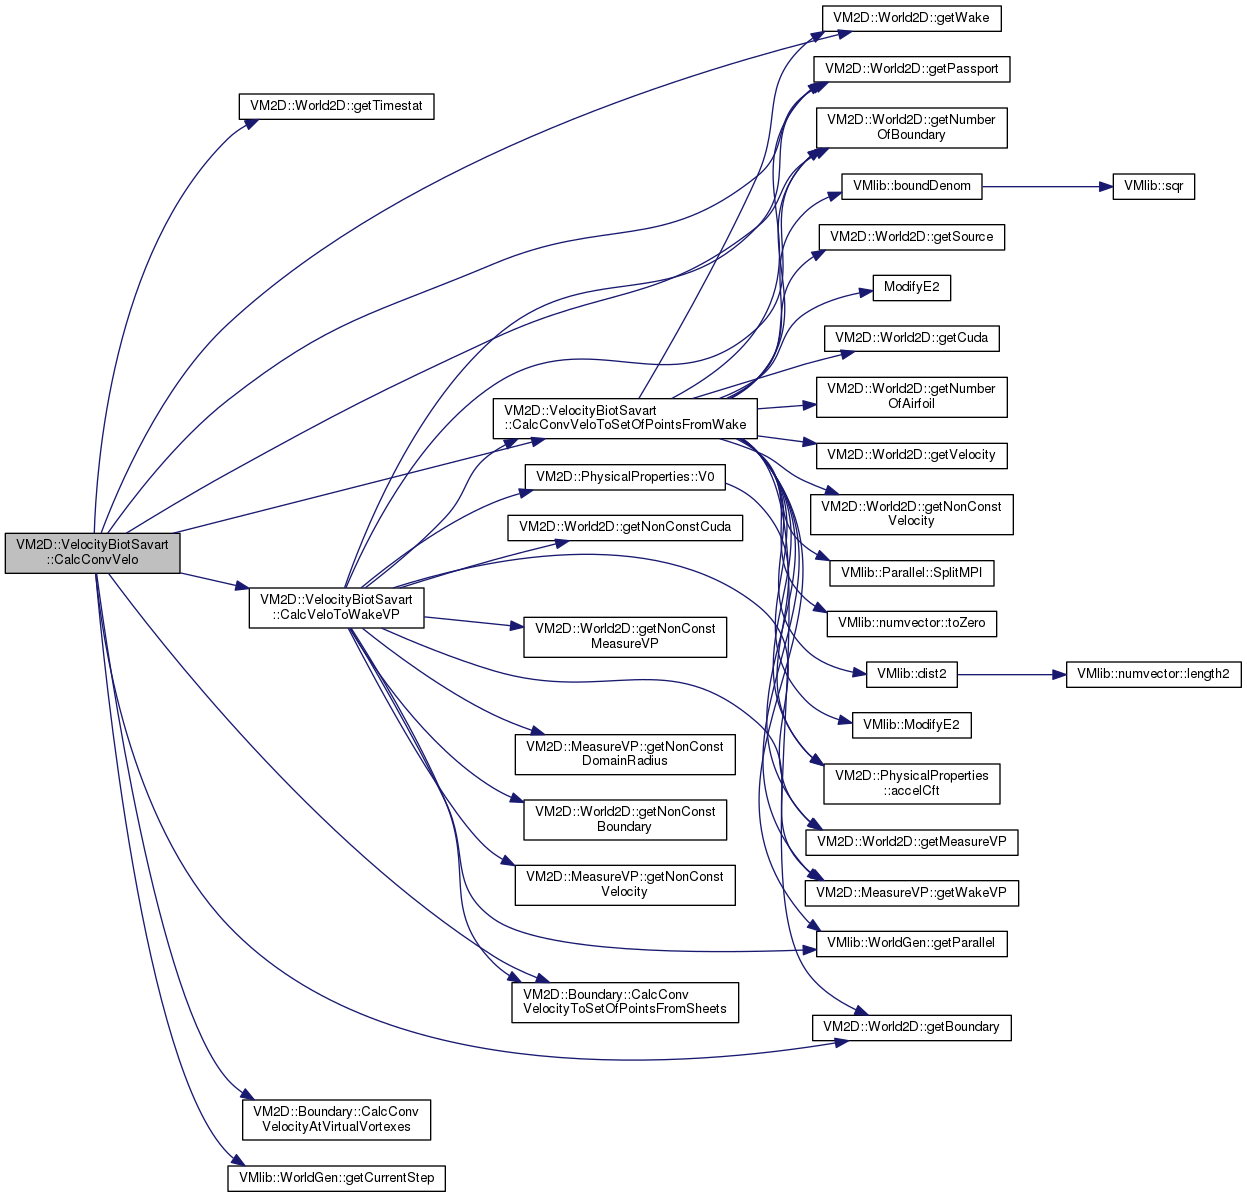 VM2D::World2D::getWake
VM2D::World2D::getPassport
VM2D::World2D::getTimestat
VM2D::World2D::getNumber
OfBoundary
VMlib::boundDenom
VMlib::sqr
VM2D::World2D::getSource
ModifyE2
VM2D::World2D::getCuda
VM2D::World2D::getNumber
OfAirfoil
VM2D::VelocityBiotSavart
::CalcConvVeloToSetOfPointsFromWake
VM2D::World2D::getVelocity
VM2D::PhysicalProperties::V0
VM2D::World2D::getNonConst
Velocity
VM2D::World2D::getNonConstCuda
VM2D::VelocityBiotSavart
::CalcConvVelo
VMlib::Parallel::SplitMPI
VM2D::VelocityBiotSavart
::CalcVeloToWakeVP
VMlib::numvector::toZero
VM2D::World2D::getNonConst
MeasureVP
VMlib::dist2
VMlib::numvector::length2
VMlib::ModifyE2
VM2D::MeasureVP::getNonConst
DomainRadius
VM2D::PhysicalProperties
::accelCft
VM2D::World2D::getNonConst
Boundary
VM2D::World2D::getMeasureVP
VM2D::MeasureVP::getNonConst
Velocity
VM2D::MeasureVP::getWakeVP
VMlib::WorldGen::getParallel
VM2D::Boundary::CalcConv
VelocityToSetOfPointsFromSheets
VM2D::World2D::getBoundary
VM2D::Boundary::CalcConv
VelocityAtVirtualVortexes
VMlib::WorldGen::getCurrentStep